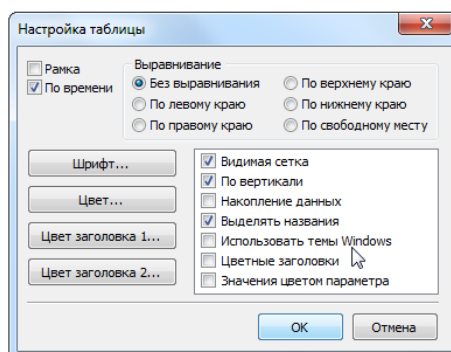 Настройка таблицы
Рамка
По времени
Выравнивание
Без выравнивания
По верхнему краю
По левому краю
По нижнему краю
По правому краю
По свободному месту
Шрифт...
Цвет...
Цвет заголовка 1...
Цвет заголовка 2...
Видимая сетка
По вертикали
Накопление данных
Выделять названия
Использовать темы Windows
Цветные заголовки
Значения цветом параметра
ОК
Отмена